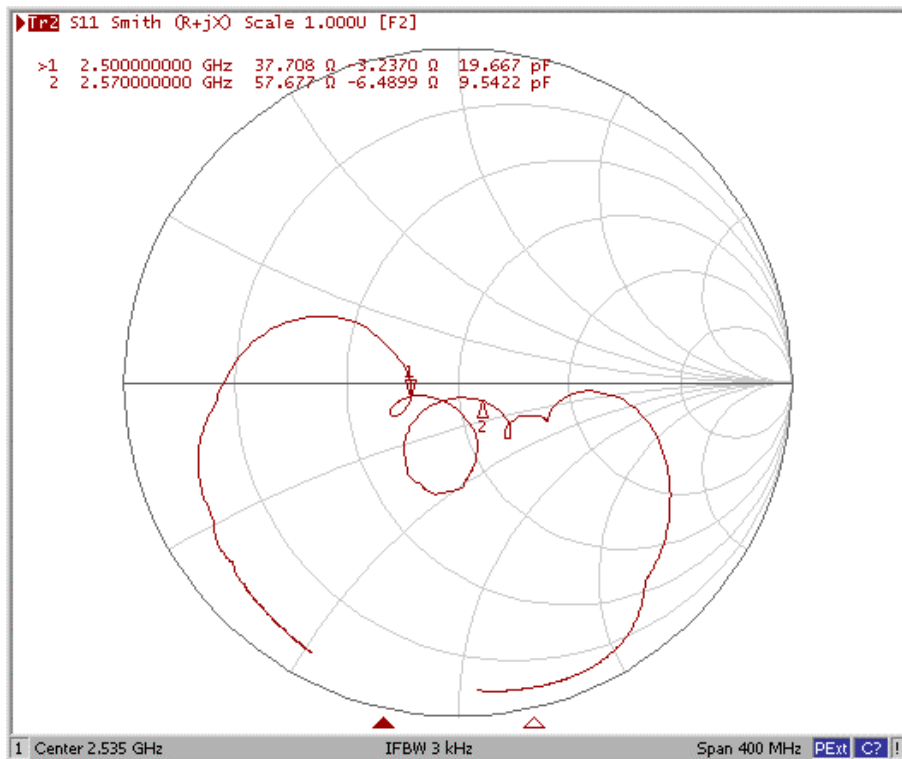 Tr2 S11 Smith (R+jX) Scale 1.000U [F2]
>1 2.500000000 GHz 37.708 Ω -3.2370 Ω 19.667 pF
2 2.570000000 GHz 57.677 Ω -6.4899 Ω 9.5422 pF
1
2
1 Center 2.535 GHz IFBW 3 kHz Span 400 MHz PExt C? !